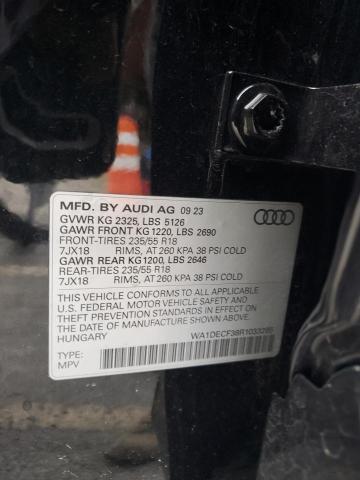 MFD. BY AUDI AG 09 23
GVWR KG 2325, LBS 5126
GAWR FRONT KG1220, LBS 2690
FRONT-TIRES 235/55 R18
7JX18 RIMS, AT 260 KPA 38 PSI COLD
GAWR REAR KG1200, LBS 2646
REAR-TIRES 235/55 R18
7JX18 RIMS, AT 260 KPA 38 PSI COLD
THIS VEHICLE CONFORMS TO ALL APPLICABLE
U.S. FEDERAL MOTOR VEHICLE SAFETY AND
THEFT PREVENTION STANDARDS IN EFFECT ON
THE DATE OF MANUFACTURE SHOWN ABOVE.
HUNGARY
TYPE:
MPV